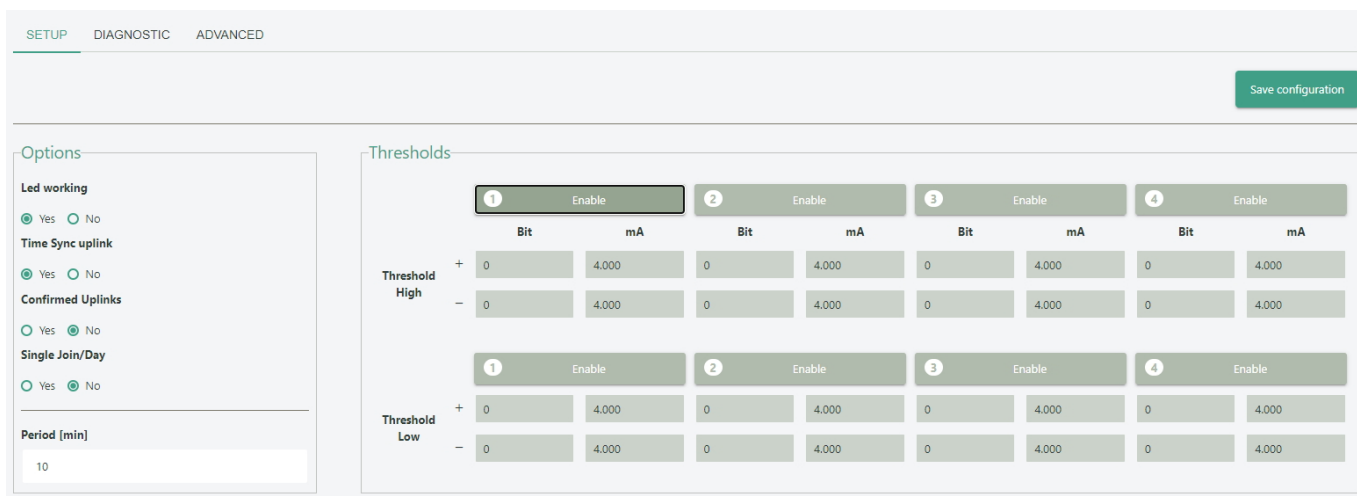 SETUP DIAGNOSTIC ADVANCED
Save configuration
Options
Led working
Yes No
Time Sync uplink
Yes No
Confirmed Uplinks
Yes No
Single Join/Day
Yes No
Period [min]
10
Thresholds
1 Enable 2 Enable 3 Enable 4 Enable
Bit mA Bit mA Bit mA Bit mA
Threshold High
+ 0 4.000 0 4.000 0 4.000 0 4.000
− 0 4.000 0 4.000 0 4.000 0 4.000
1 Enable 2 Enable 3 Enable 4 Enable
Threshold Low
+ 0 4.000 0 4.000 0 4.000 0 4.000
− 0 4.000 0 4.000 0 4.000 0 4.000